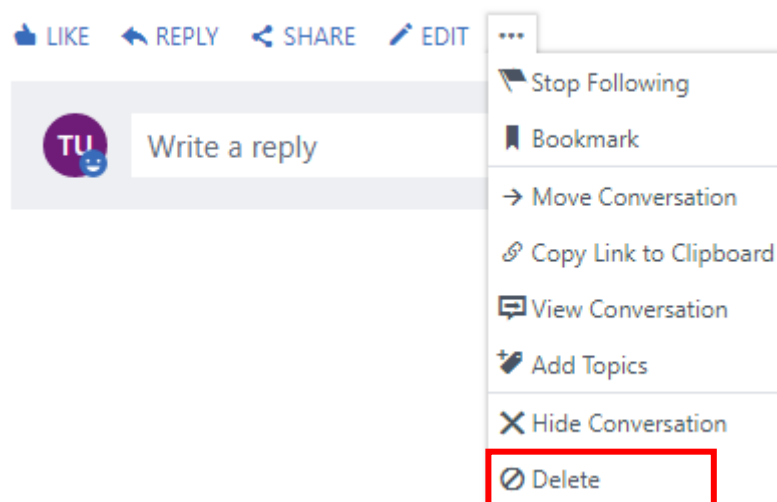 LIKE REPLY SHARE EDIT ...
Stop Following
TU Write a reply
Bookmark
Move Conversation
Copy Link to Clipboard
View Conversation
Add Topics
Hide Conversation
Delete